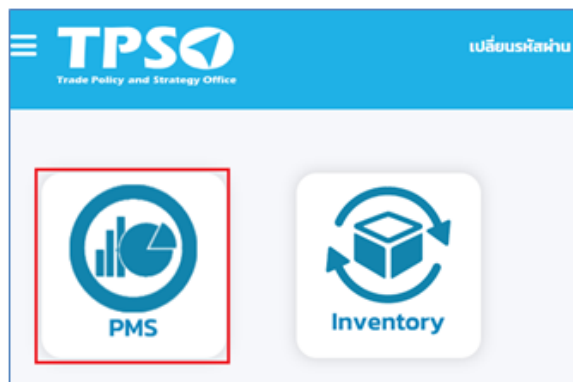 TPSO
Trade Policy and Strategy Office
เปลี่ยนรหัสผ่าน
PMS
Inventory